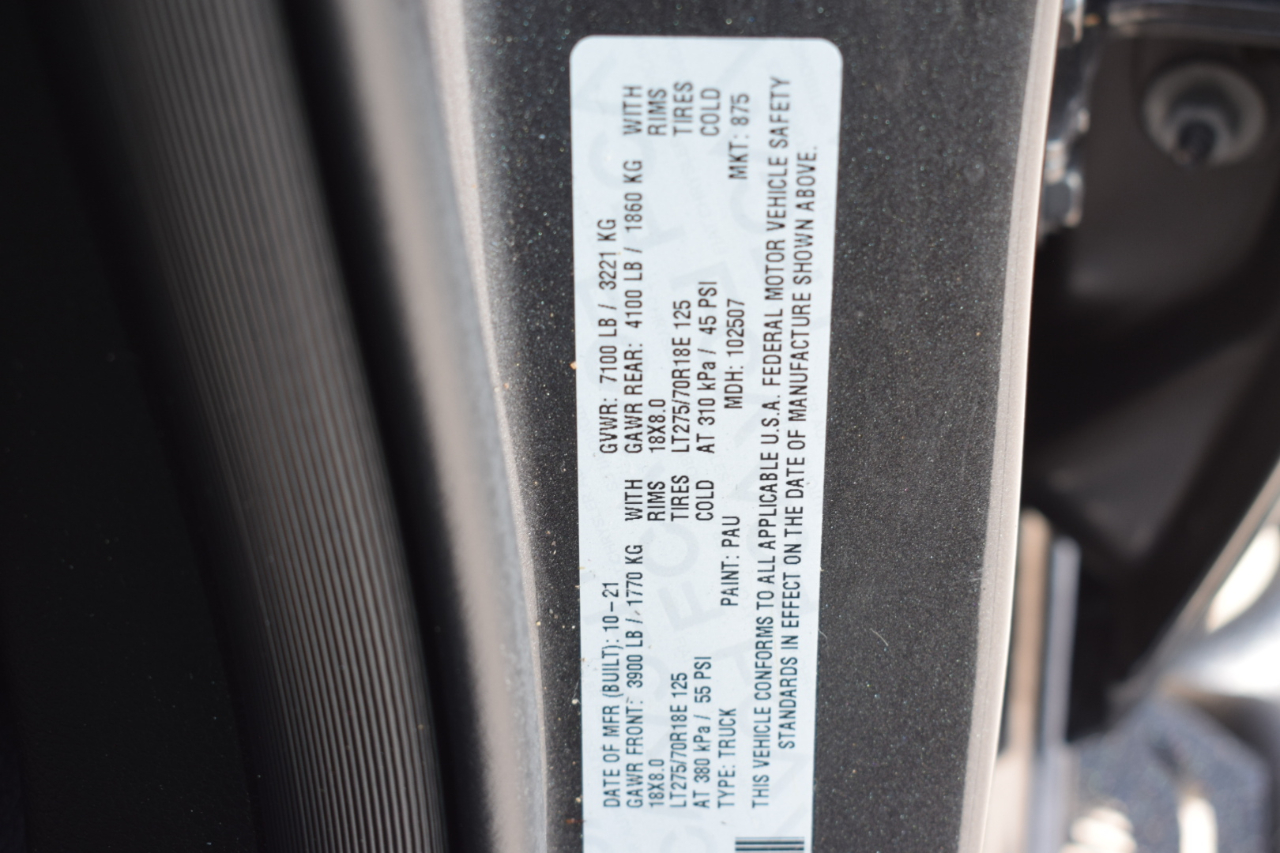 DATE OF MFR (BUILT): 10-21 GVWR: 7100 LB / 3221 KG
GAWR FRONT: 3900 LB / 1770 KG WITH GAWR REAR: 4100 LB / 1860 KG WITH
18X8.0 RIMS 18X8.0 RIMS
LT275/70R18E 125 TIRES LT275/70R18E 125 TIRES
AT 380 kPa / 55 PSI COLD AT 310 kPa / 45 PSI COLD
TYPE: TRUCK PAINT: PAU MDH: 102507 MKT: 875
THIS VEHICLE CONFORMS TO ALL APPLICABLE U.S.A. FEDERAL MOTOR VEHICLE SAFETY
STANDARDS IN EFFECT ON THE DATE OF MANUFACTURE SHOWN ABOVE.